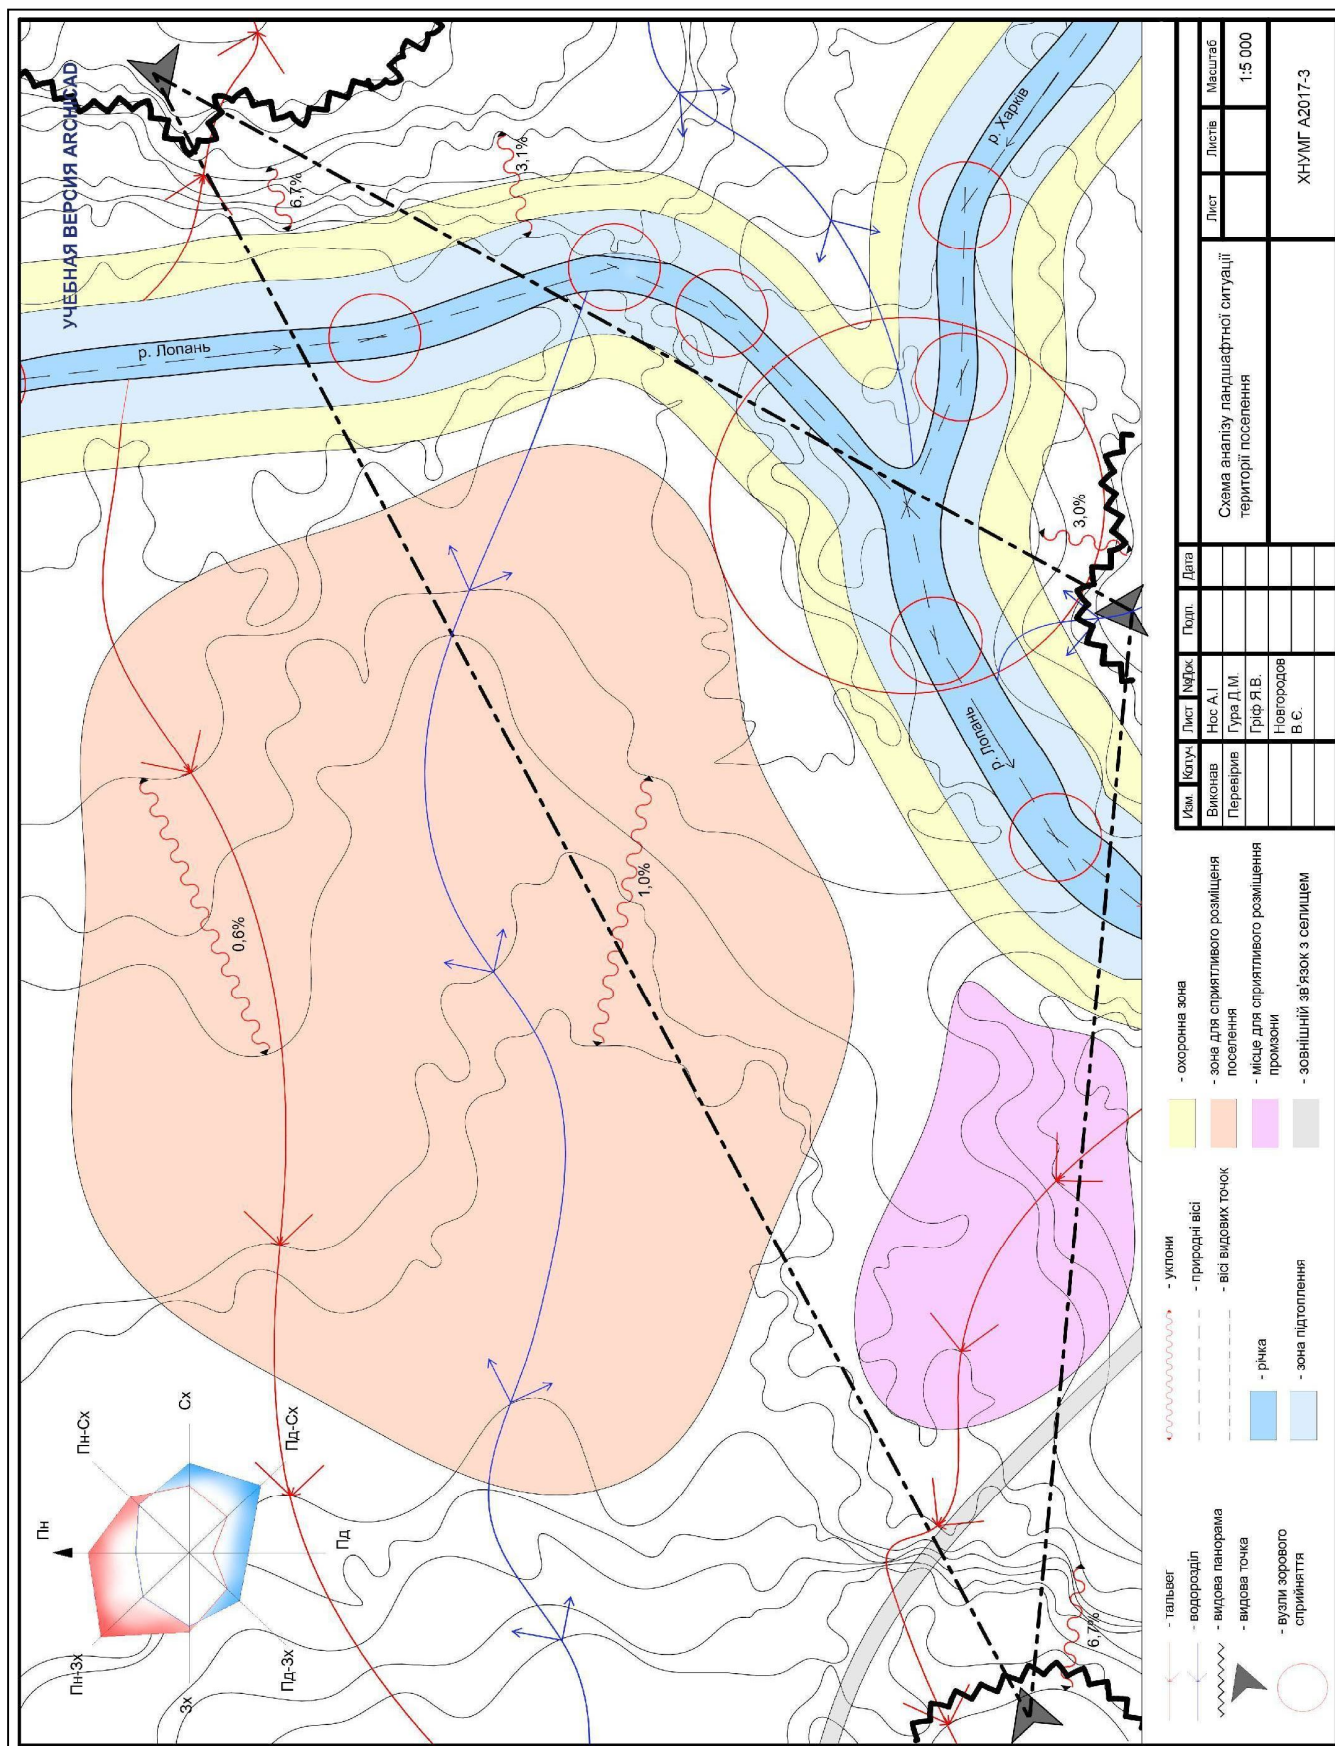 УЧЕБНАЯ ВЕРСИЯ ARCHICAD
Пн
Пн-Сх
Сх
Пд-Сх
Пд
Пд-Зх
Зх
Пн-Зх
р. Лопань
р. Харків
р. Лопань
0,6%
1,0%
6,7%
3,1%
3,0%
6,7%
- тальвег
- водорозділ
- видова панорама
- видова точка
- вузли зорового
сприйняття
- уклони
- природні вісі
- вісі видових точок
- річка
- зона підтоплення
- охоронна зона
- зона для сприятливого розміщеня
поселення
- місце для сприятливого розміщення
промзони
- зовнішній зв'язок з селищем
Изм. Колуч Лист №Док. Подп. Дата
Виконав Нос А.І
Перевірив Гура Д.М.
Гріф Я.В.
Новгородов
В.Є.
Схема аналізу ландшафтної ситуації
території поселення
Лист Листів Масштаб
1:5 000
ХНУМГ А2017-3